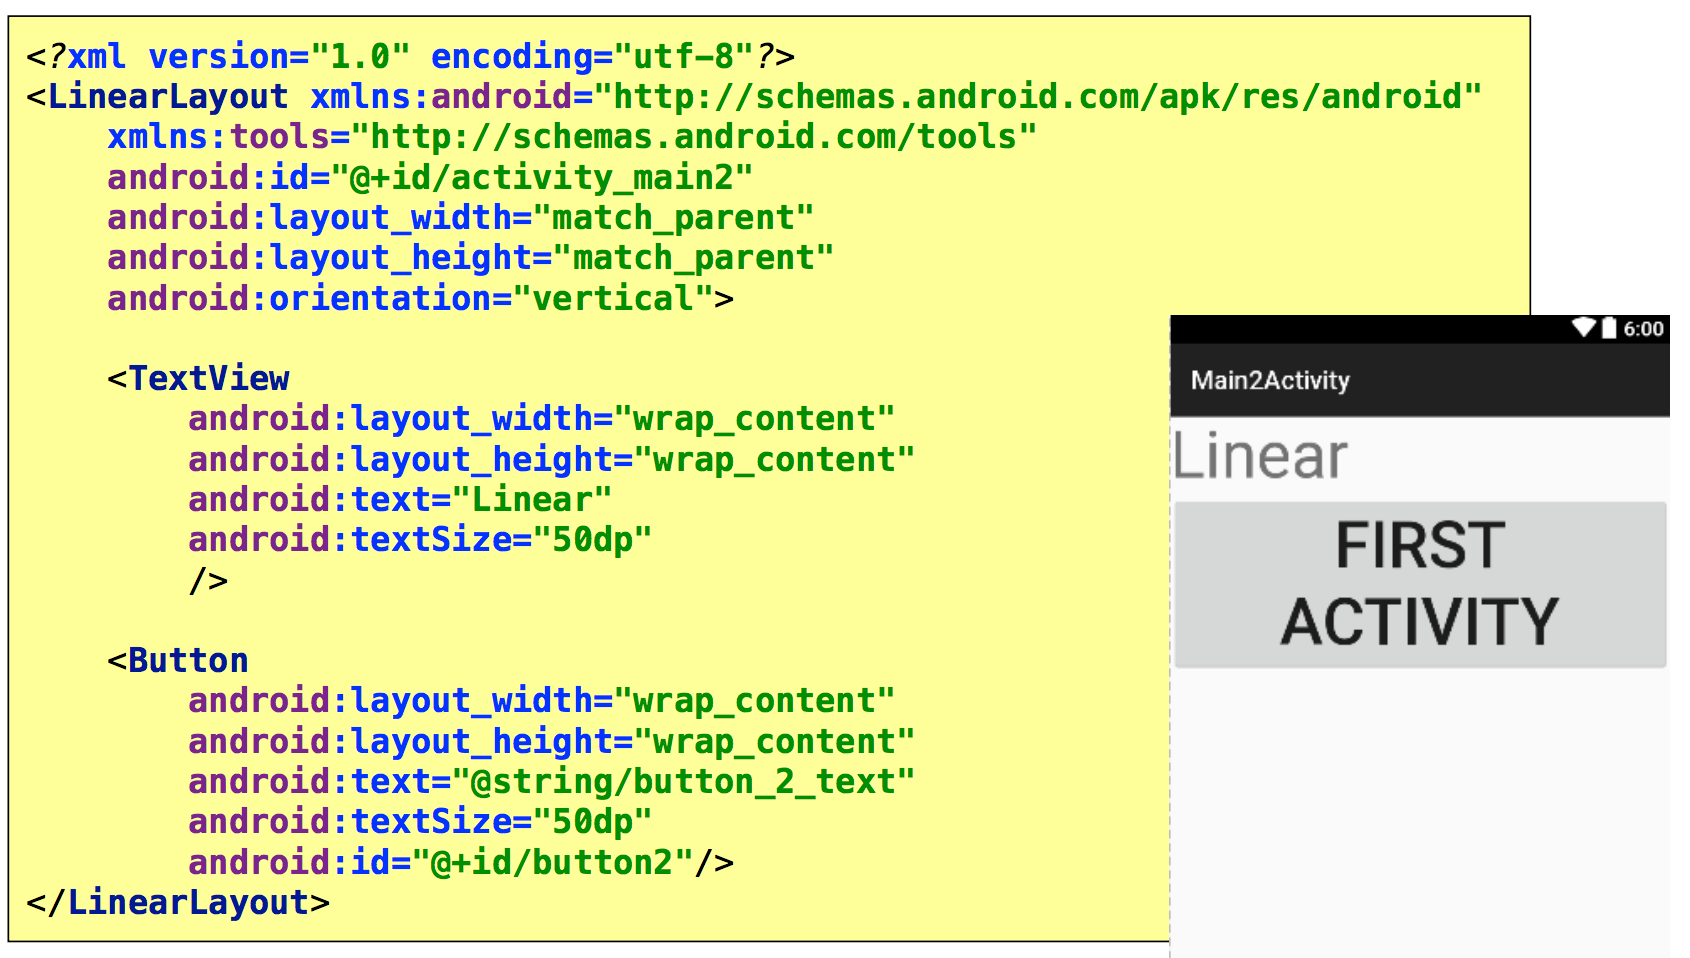 <?xml version="1.0" encoding="utf-8"?>
<LinearLayout xmlns:android="http://schemas.android.com/apk/res/android"
    xmlns:tools="http://schemas.android.com/tools"
    android:id="@+id/activity_main2"
    android:layout_width="match_parent"
    android:layout_height="match_parent"
    android:orientation="vertical">
    <TextView
        android:layout_width="wrap_content"
        android:layout_height="wrap_content"
        android:text="Linear"
        android:textSize="50dp"
        />
    <Button
        android:layout_width="wrap_content"
        android:layout_height="wrap_content"
        android:text="@string/button_2_text"
        android:textSize="50dp"
        android:id="@+id/button2"/>
</LinearLayout>
6:00
Main2Activity
Linear
FIRST
ACTIVITY